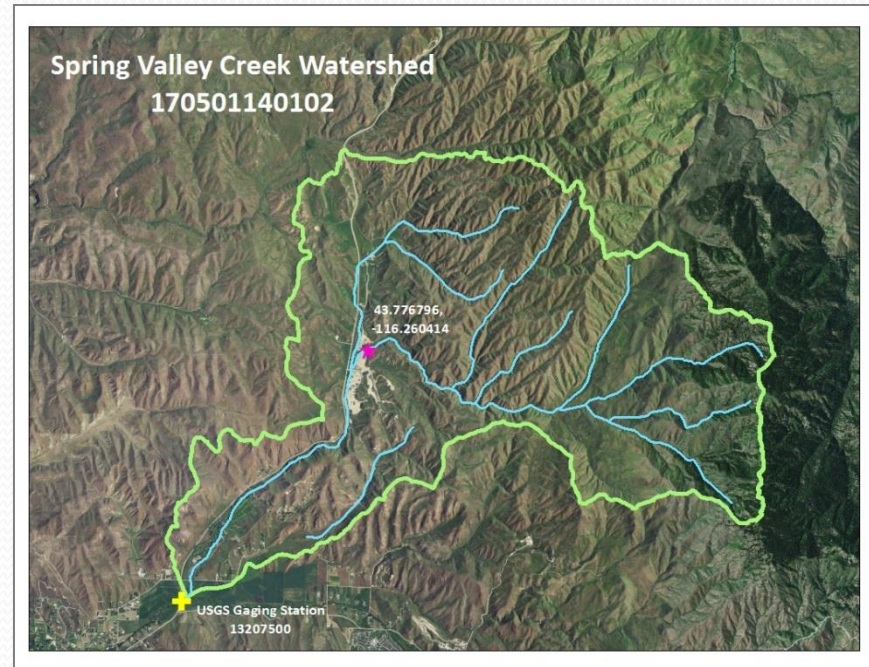 Spring Valley Creek Watershed
170501140102
43.776796,
-116.260414
USGS Gaging Station
13207500